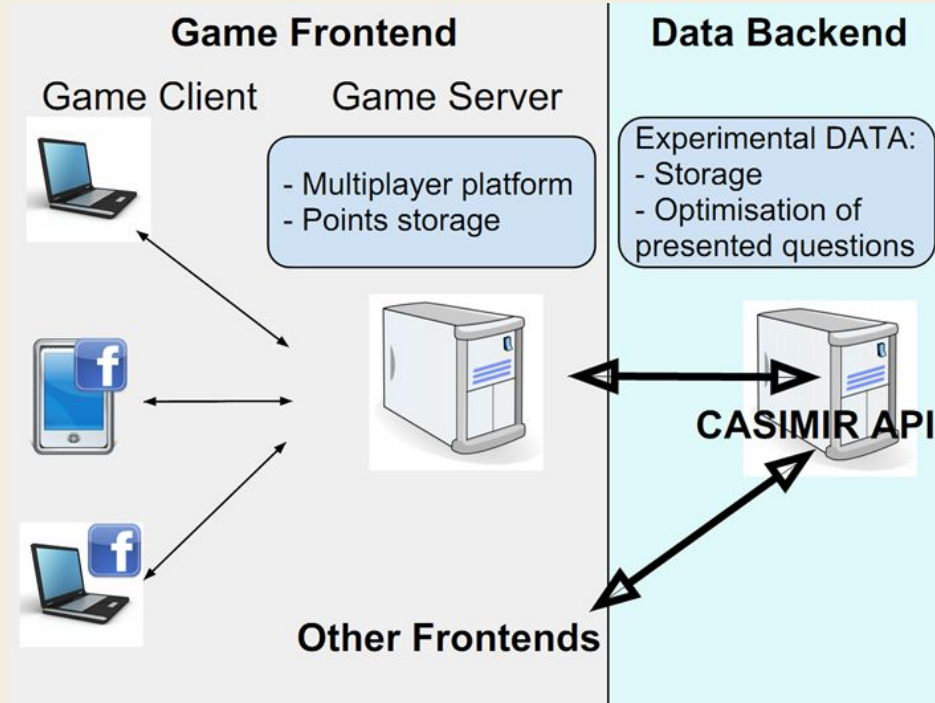 Game Frontend
Data Backend
Game Client
Game Server
- Multiplayer platform
- Points storage
Experimental DATA:
- Storage
- Optimisation of
presented questions
f
f
CASIMIR API
Other Frontends